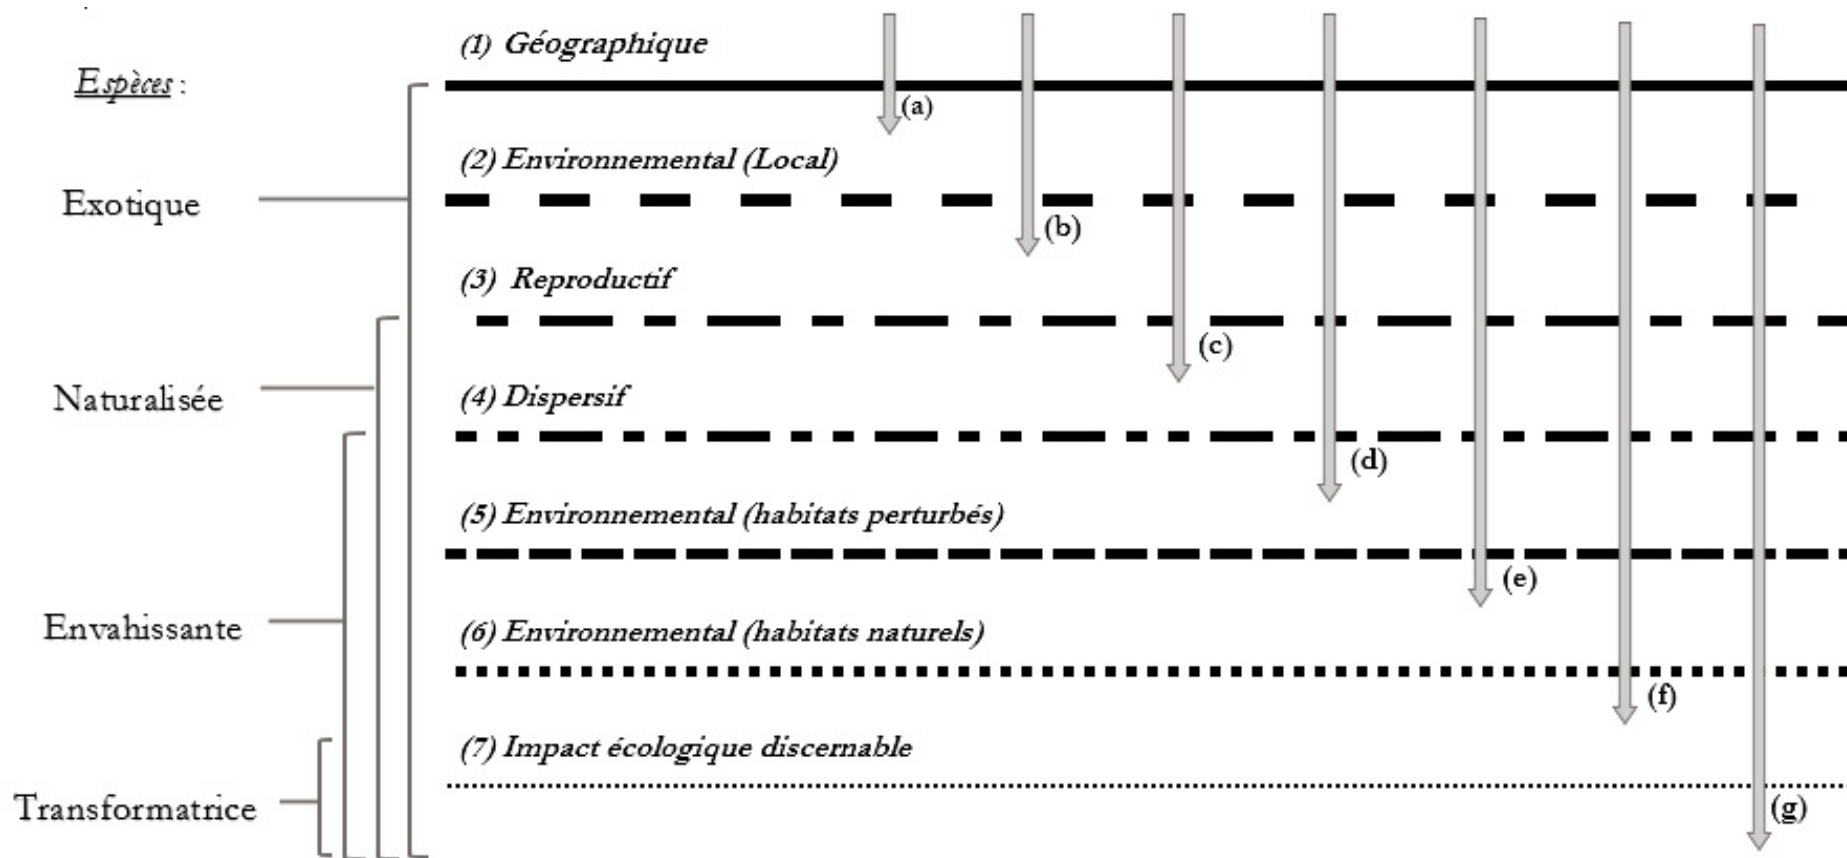 (1) Géographique
Espèces :
(a)
(2) Environnemental (Local)
Exotique
(b)
(3) Reproductif
(c)
Naturalisée
(4) Dispersif
(d)
(5) Environnemental (habitats perturbés)
(e)
Envahissante
(6) Environnemental (habitats naturels)
(f)
(7) Impact écologique discernable
Transformatrice
(g)